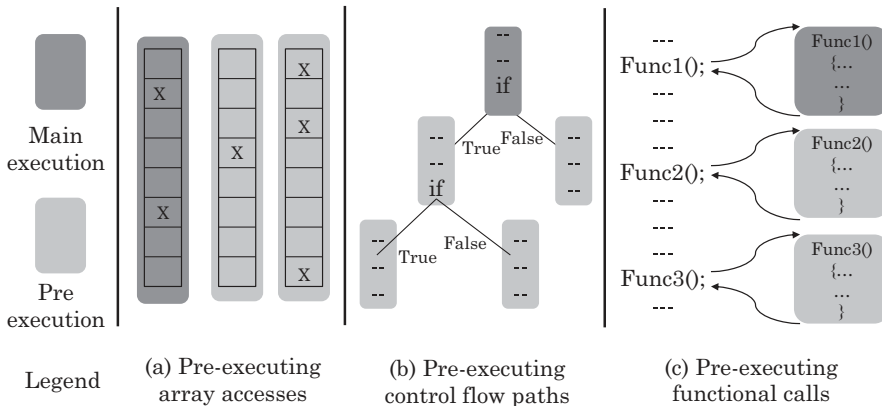 Main
execution
Pre
execution
Legend
X
X
X
X
X
X
(a) Pre-executing
array accesses
--
--
if
True
False
--
--
if
--
--
--
True
False
--
--
--
--
--
--
(b) Pre-executing
control flow paths
---
Func1();
---
---
---
Func2();
---
---
---
Func3();
---
Func1()
{...
...
}
Func2()
{...
...
}
Func3()
{...
...
}
(c) Pre-executing
functional calls